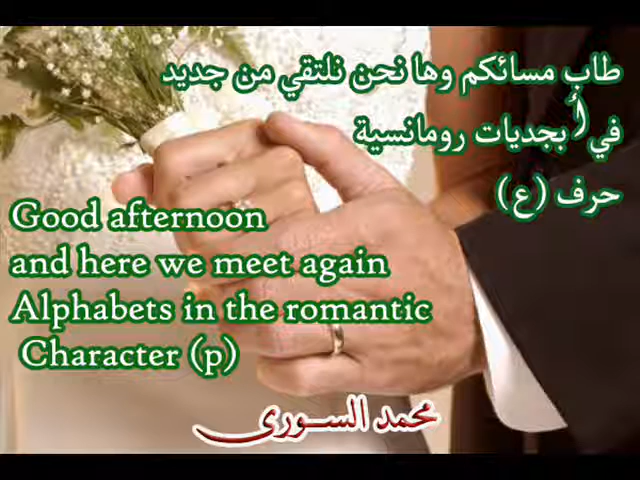 طاب مسائكم وها نحن نلتقي من جديد
في أبجديات رومانسية
حرف (ع)
Good afternoon
and here we meet again
Alphabets in the romantic
Character (p)
محمد الســورى